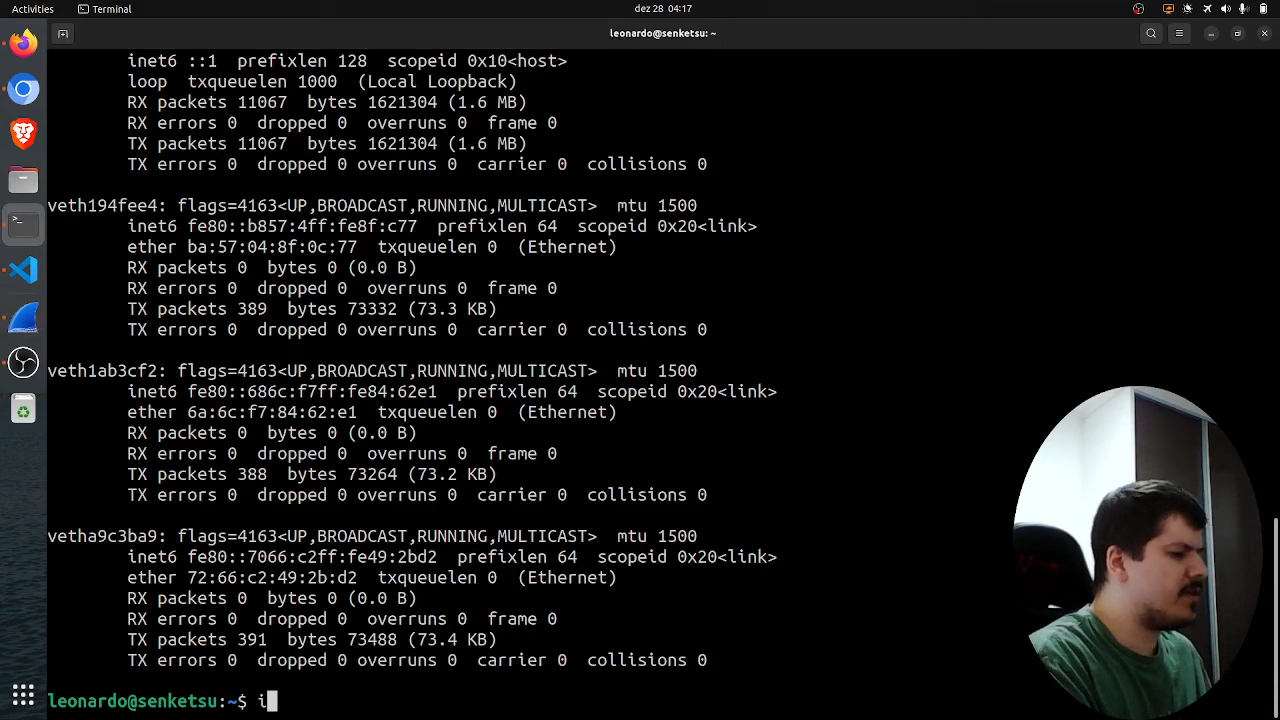 Activities
Terminal
dez 28 04:17
leonardo@senketsu: ~
inet6 ::1 prefixlen 128 scopeid 0x10<host>
loop txqueuelen 1000 (Local Loopback)
RX packets 11067 bytes 1621304 (1.6 MB)
RX errors 0 dropped 0 overruns 0 frame 0
TX packets 11067 bytes 1621304 (1.6 MB)
TX errors 0 dropped 0 overruns 0 carrier 0 collisions 0
veth194fee4: flags=4163<UP,BROADCAST,RUNNING,MULTICAST> mtu 1500
inet6 fe80::b857:4ff:fe8f:c77 prefixlen 64 scopeid 0x20<link>
ether ba:57:04:8f:0c:77 txqueuelen 0 (Ethernet)
RX packets 0 bytes 0 (0.0 B)
RX errors 0 dropped 0 overruns 0 frame 0
TX packets 389 bytes 73332 (73.3 KB)
TX errors 0 dropped 0 overruns 0 carrier 0 collisions 0
veth1ab3cf2: flags=4163<UP,BROADCAST,RUNNING,MULTICAST> mtu 1500
inet6 fe80::686c:f7ff:fe84:62e1 prefixlen 64 scopeid 0x20<link>
ether 6a:6c:f7:84:62:e1 txqueuelen 0 (Ethernet)
RX packets 0 bytes 0 (0.0 B)
RX errors 0 dropped 0 overruns 0 frame 0
TX packets 388 bytes 73264 (73.2 KB)
TX errors 0 dropped 0 overruns 0 carrier 0 collisions 0
vetha9c3ba9: flags=4163<UP,BROADCAST,RUNNING,MULTICAST> mtu 1500
inet6 fe80::7066:c2ff:fe49:2bd2 prefixlen 64 scopeid 0x20<link>
ether 72:66:c2:49:2b:d2 txqueuelen 0 (Ethernet)
RX packets 0 bytes 0 (0.0 B)
RX errors 0 dropped 0 overruns 0 frame 0
TX packets 391 bytes 73488 (73.4 KB)
TX errors 0 dropped 0 overruns 0 carrier 0 collisions 0
leonardo@senketsu:~$ i